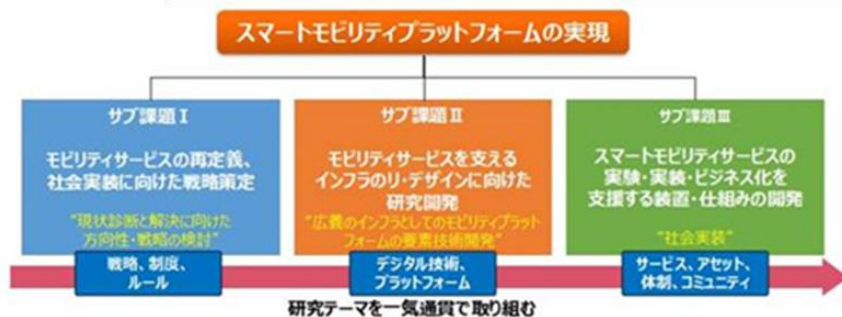 スマートモビリティプラットフォームの実現
サブ課題Ⅰ
モビリティサービスの再定義、
社会実装に向けた戦略策定
"現状診断と解決に向けた
方向性・戦略の検討"
戦略、制度、
ルール
サブ課題Ⅱ
モビリティサービスを支える
インフラのリ・デザインに向けた
研究開発
"広義のインフラとしてのモビリティプラット
フォームの要素技術開発"
デジタル技術、
プラットフォーム
サブ課題Ⅲ
スマートモビリティサービスの
実験・実装・ビジネス化を
支援する装置・仕組みの開発
"社会実装"
サービス、アセット、
体制、コミュニティ
研究テーマを一気通貫で取り組む